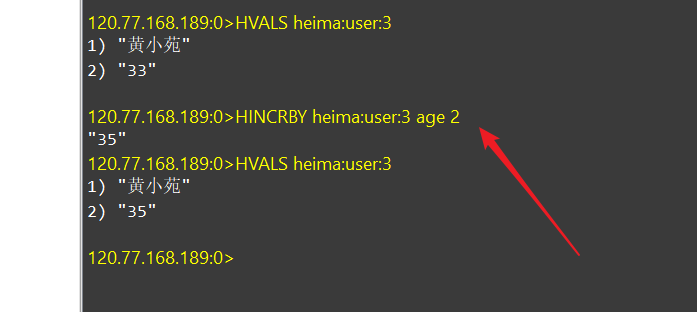 120.77.168.189:0>HVALS heima:user:3
1) "黄小苑"
2) "33"
120.77.168.189:0>HINCRBY heima:user:3 age 2
"35"
120.77.168.189:0>HVALS heima:user:3
1) "黄小苑"
2) "35"
120.77.168.189:0>